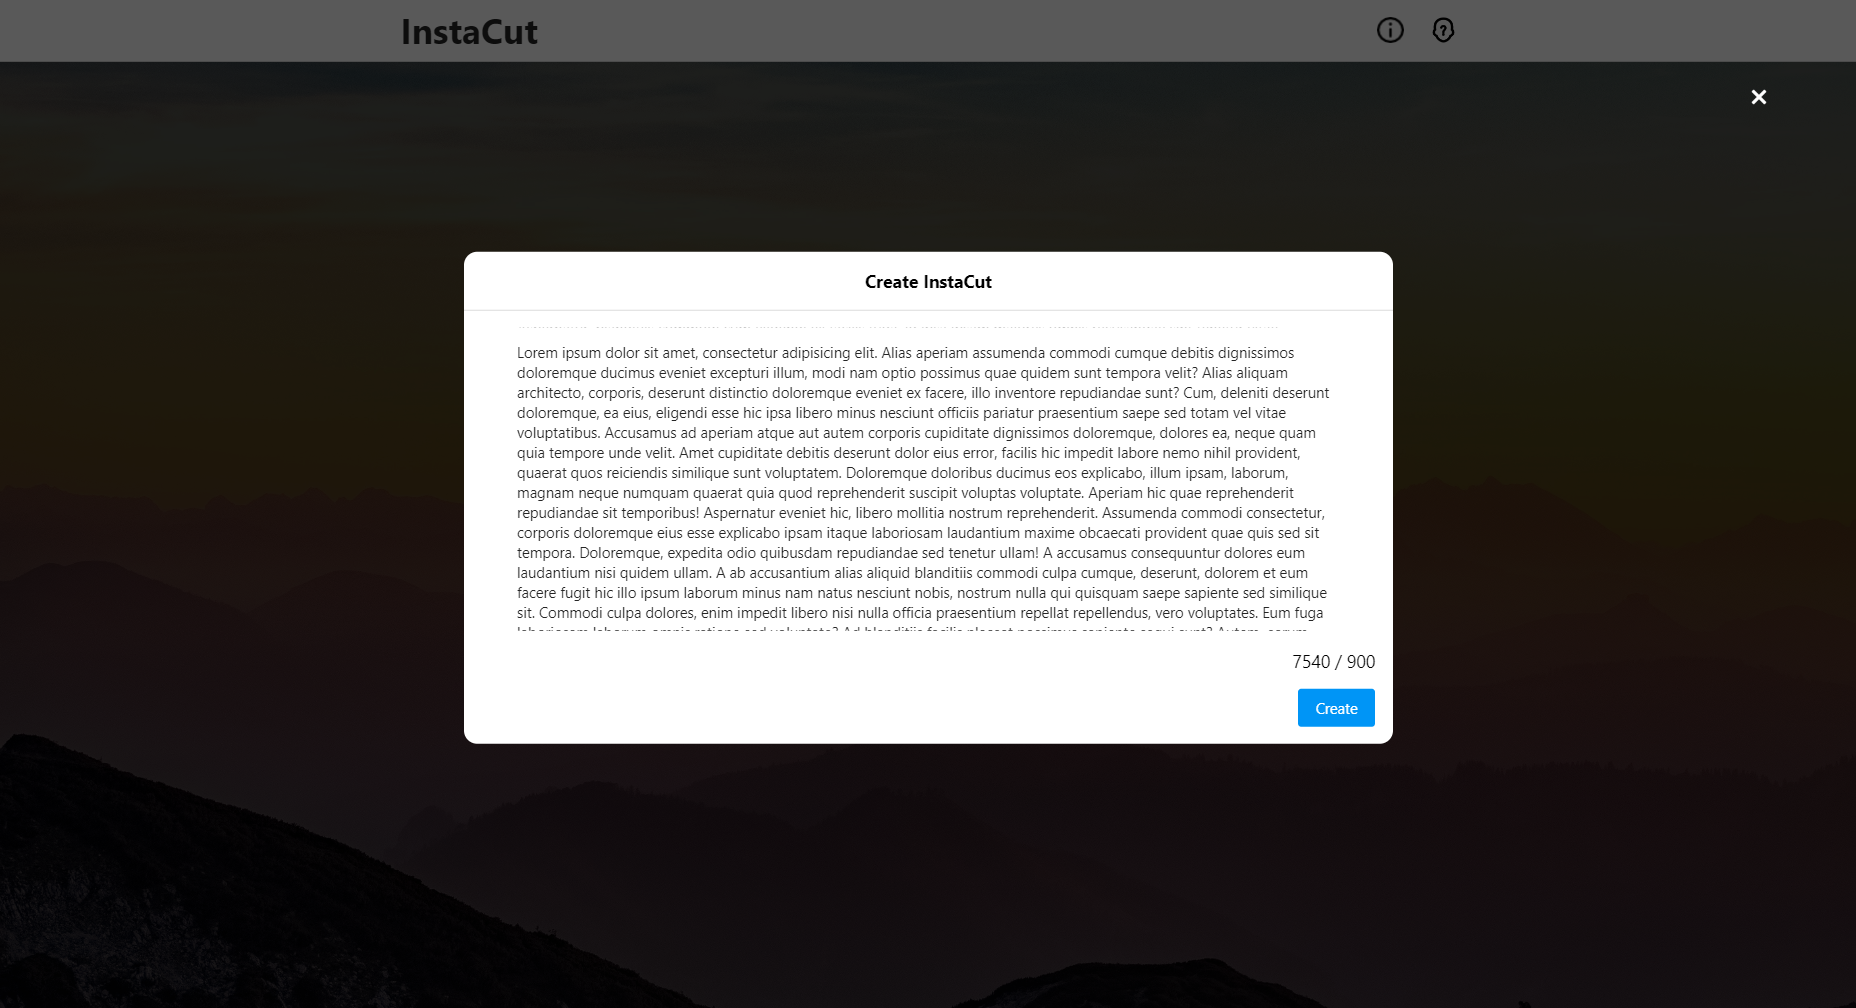 InstaCut
Create InstaCut
Lorem ipsum dolor sit amet, consectetur adipisicing elit. Alias aperiam assumenda commodi cumque debitis dignissimos
doloremque ducimus eveniet excepturi illum, modi nam optio possimus quae quidem sunt tempora velit? Alias aliquam
architecto, corporis, deserunt distinctio doloremque eveniet ex facere, illo inventore repudiandae sunt? Cum, deleniti deserunt
doloremque, ea eius, eligendi esse hic ipsa libero minus nesciunt officiis pariatur praesentium saepe sed totam vel vitae
voluptatibus. Accusamus ad aperiam atque aut autem corporis cupiditate dignissimos doloremque, dolores ea, neque quam
quia tempore unde velit. Amet cupiditate debitis deserunt dolor eius error, facilis hic impedit labore nemo nihil provident,
quaerat quos reiciendis similique sunt voluptatem. Doloremque doloribus ducimus eos explicabo, illum ipsam, laborum,
magnam neque numquam quaerat quia quod reprehenderit suscipit voluptas voluptate. Aperiam hic quae reprehenderit
repudiandae sit temporibus! Aspernatur eveniet hic, libero mollitia nostrum reprehenderit. Assumenda commodi consectetur,
corporis doloremque eius esse explicabo ipsam itaque laboriosam laudantium maxime obcaecati provident quae quis sed sit
tempora. Doloremque, expedita odio quibusdam repudiandae sed tenetur ullam! A accusamus consequuntur dolores eum
laudantium nisi quidem ullam. A ab accusantium alias aliquid blanditiis commodi culpa cumque, deserunt, dolorem et eum
facere fugit hic illo ipsum laborum minus nam natus nesciunt nobis, nostrum nulla qui quisquam saepe sapiente sed similique
sit. Commodi culpa dolores, enim impedit libero nisi nulla officia praesentium repellat repellendus, vero voluptates. Eum fuga
7540 / 900
Create